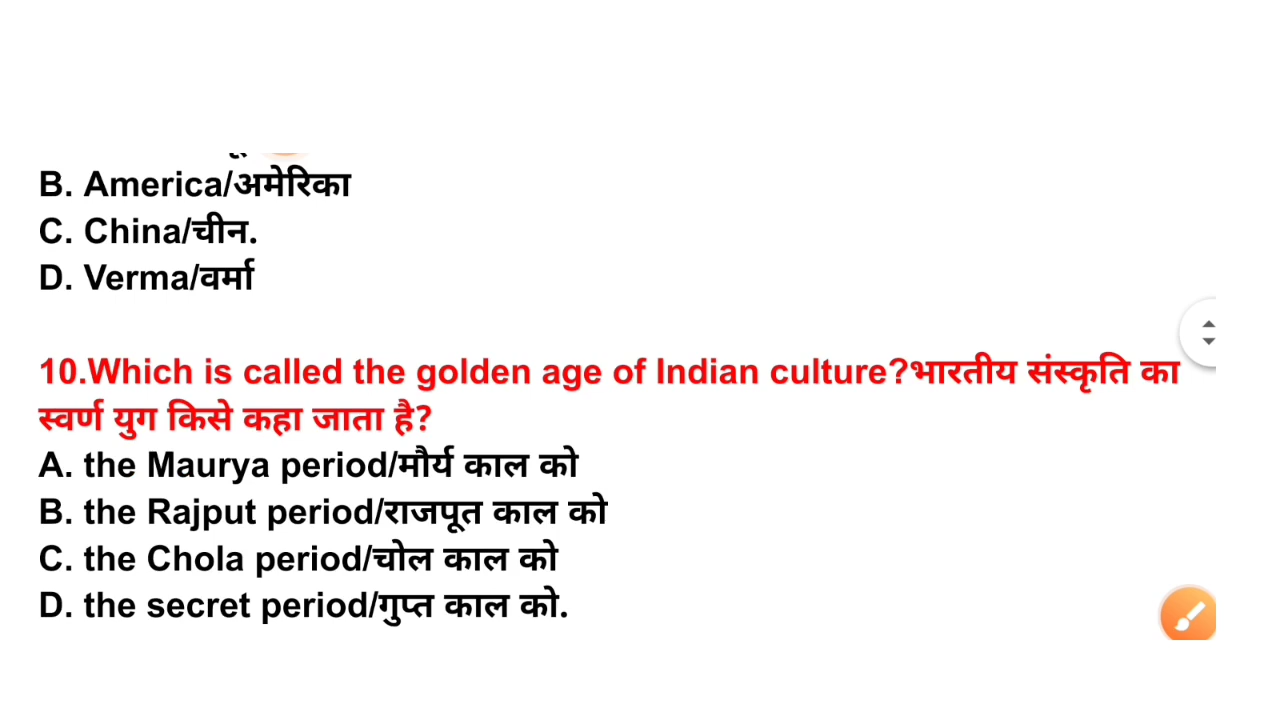 B. America/अमेरिका
C. China/चीन.
D. Verma/वर्मा
10.Which is called the golden age of Indian culture?भारतीय संस्कृति का
स्वर्ण युग किसे कहा जाता है?
A. the Maurya period/मौर्य काल को
B. the Rajput period/राजपूत काल को
C. the Chola period/चोल काल को
D. the secret period/गुप्त काल को.